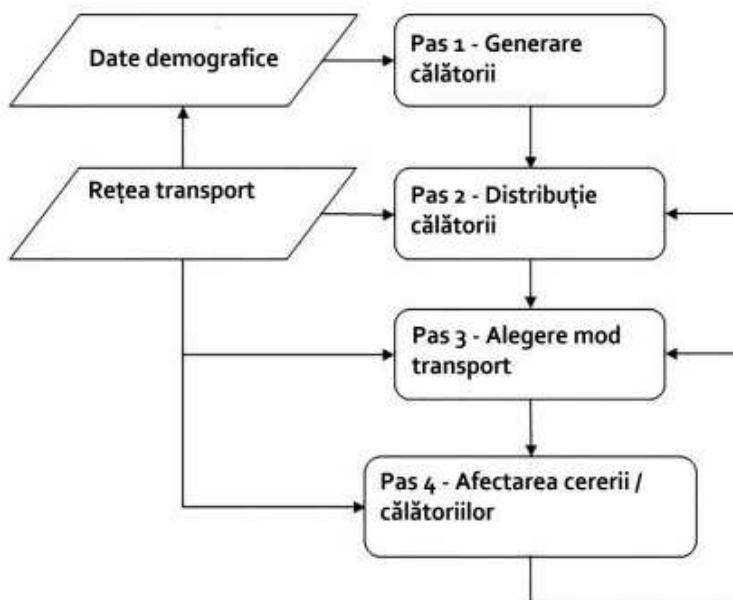 Date demografice
Pas 1 - Generare
călătorii
Rețea transport
Pas 2 - Distribuție
călătorii
Pas 3 - Alegere mod
transport
Pas 4 - Afectarea cererii /
călătoriilor